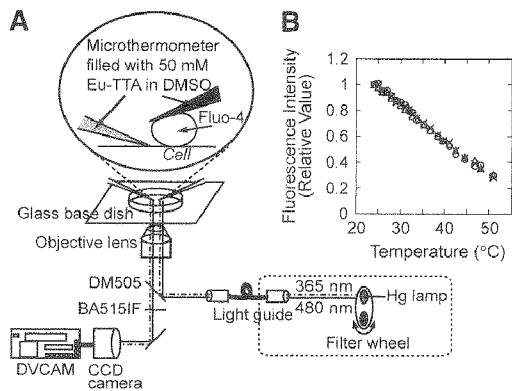 A
Microthermometer
filled with 50 mM
Eu-TTA in DMSO
Fluo-4
Cell
Glass base dish
Objective lens
DM505
BA515IF
DVCAM
CCD
camera
Light guide
365 nm
480 nm
Hg lamp
Filter wheel
B
Fluorescence Intensity
(Relative Value)
1.2
1
0.8
0.6
0.4
0.2
0
20 30 40 50
Temperature (°C)